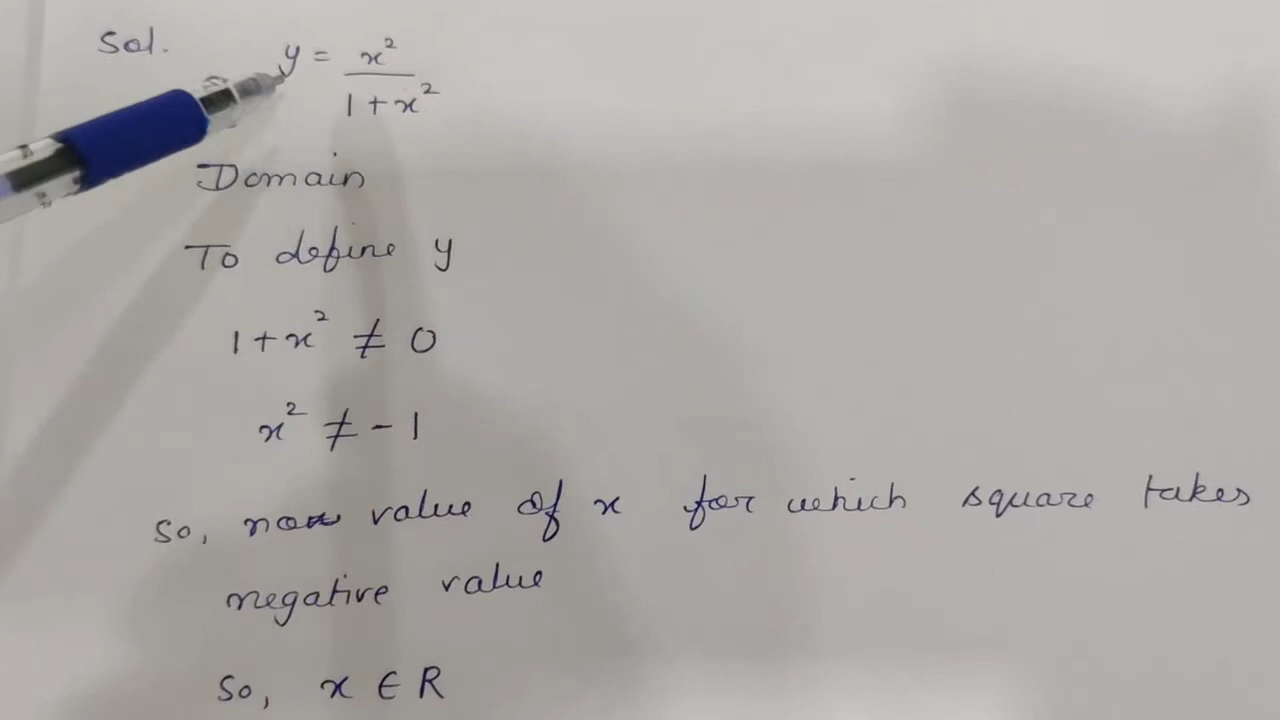 Sol. y = x²/(1+x²)
Domain
To define y
1+x² ≠ 0
x² ≠ -1
So, no value of x for which square takes
negative value
So, x ∈ R